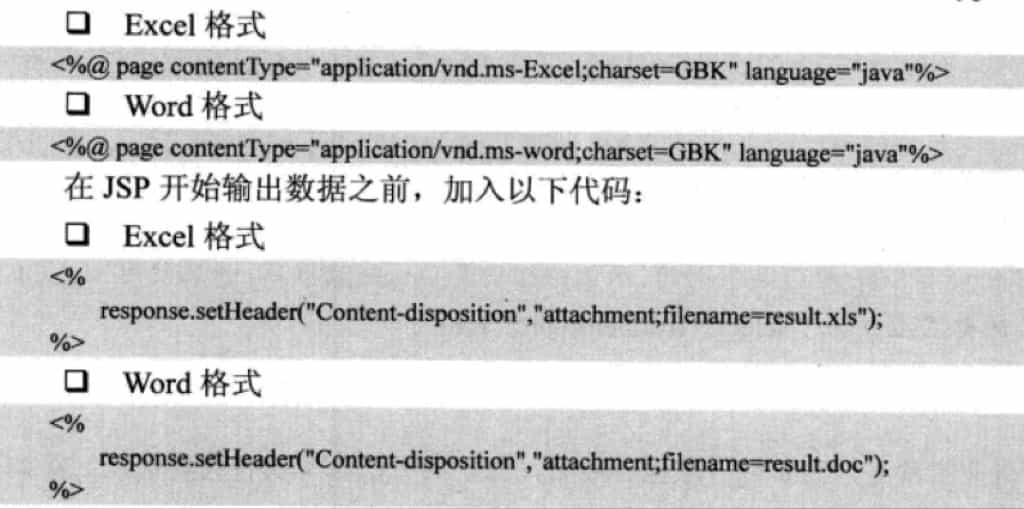 ❑ Excel 格式
<%@ page contentType="application/vnd.ms-Excel;charset=GBK" language="java"%>
❑ Word 格式
<%@ page contentType="application/vnd.ms-word;charset=GBK" language="java"%>
在 JSP 开始输出数据之前，加入以下代码：
❑ Excel 格式
<%
response.setHeader("Content-disposition","attachment;filename=result.xls");
%>
❑ Word 格式
<%
response.setHeader("Content-disposition","attachment;filename=result.doc");
%>